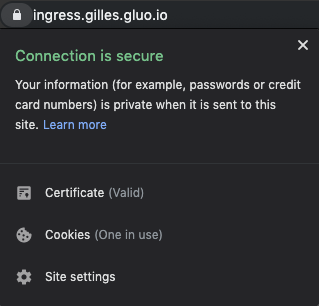 ingress.gilles.gluo.io
Connection is secure
Your information (for example, passwords or credit
card numbers) is private when it is sent to this
site. Learn more
Certificate (Valid)
Cookies (One in use)
Site settings